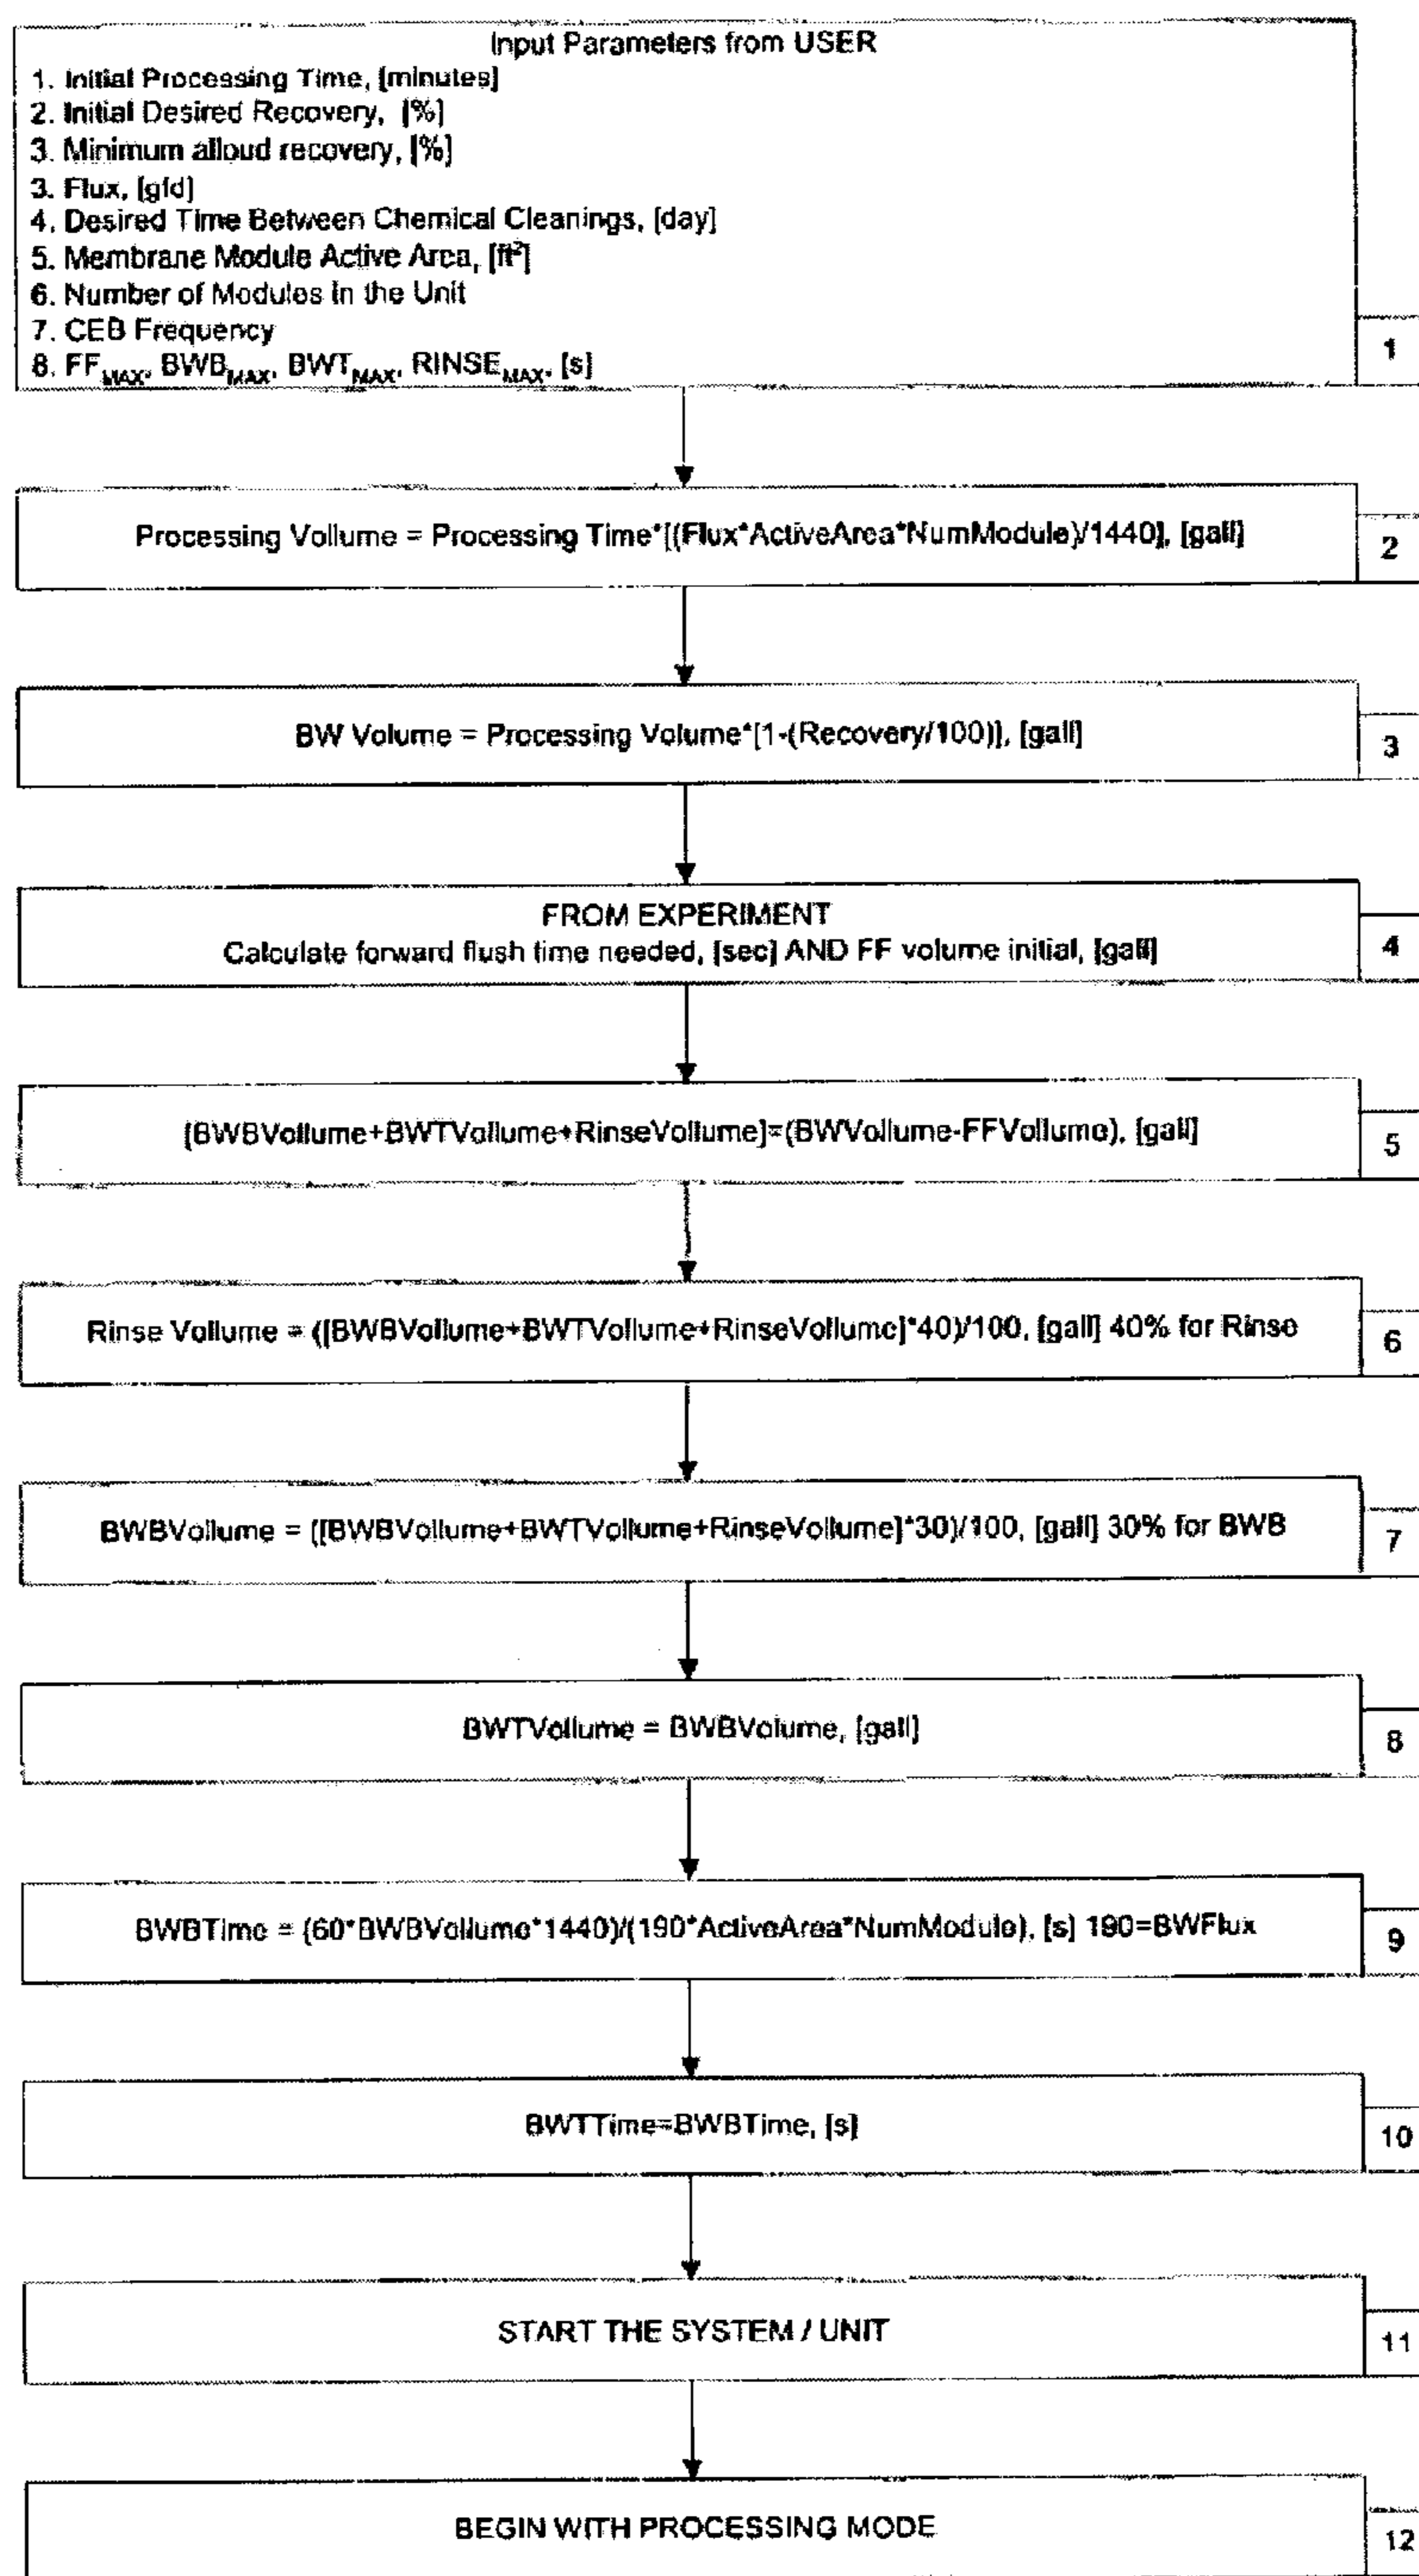 Input Parameters from USER
1. Initial Processing Time, [minutes]
2. Initial Desired Recovery, [%]
3. Minimum alloud recovery, [%]
3. Flux, [gfd]
4. Desired Time Between Chemical Cleanings, [day]
5. Membrane Module Active Area, [ft²]
6. Number of Modules in the Unit
7. CEB Frequency
8. FF_MAX, BWB_MAX, BWT_MAX, RINSE_MAX, [s]
1
Processing Vollume = Processing Time*[(Flux*ActiveArea*NumModule)/1440], [gall]
2
BW Volume = Processing Volume*[1-(Recovery/100)], [gall]
3
FROM EXPERIMENT
Calculate forward flush time needed, [sec] AND FF volume initial, [gall]
4
[BWBVollume+BWTVollume+RinseVollume]=(BWVollume-FFVollume), [gall]
5
Rinse Vollume = ([BWBVollume+BWTVollume+RinseVollume]*40)/100, [gall] 40% for Rinse
6
BWBVollume = ([BWBVollume+BWTVollume+RinseVollume]*30)/100, [gall] 30% for BWB
7
BWTVollume = BWBVolume, [gall]
8
BWBTime = (60*BWBVollume*1440)/(190*ActiveArea*NumModule), [s] 190=BWFlux
9
BWTTime=BWBTime, [s]
10
START THE SYSTEM / UNIT
11
BEGIN WITH PROCESSING MODE
12